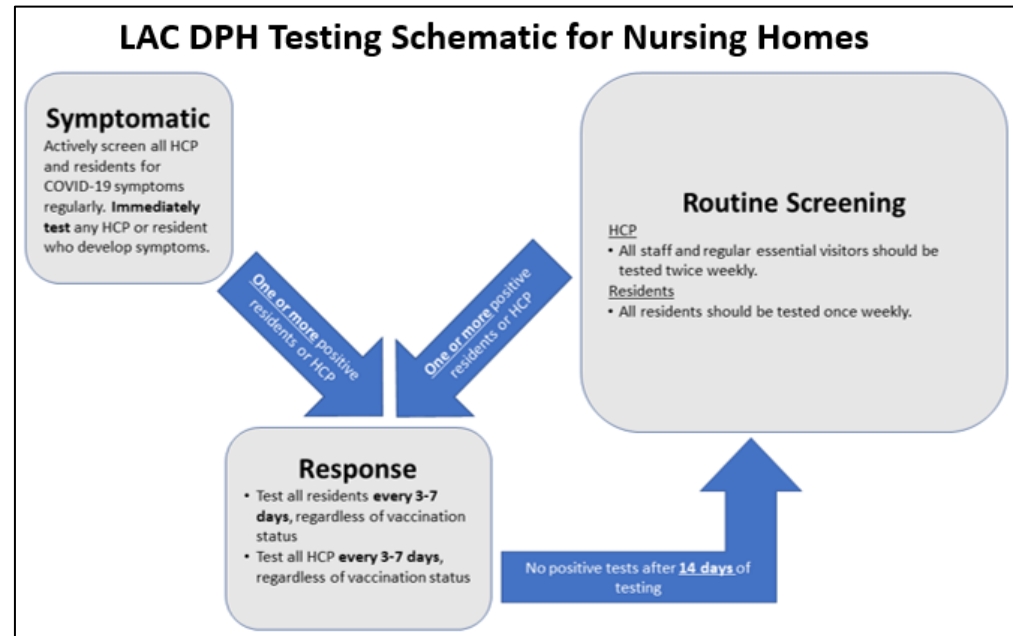 LAC DPH Testing Schematic for Nursing Homes
Symptomatic
Actively screen all HCP
and residents for
COVID-19 symptoms
regularly. Immediately
test any HCP or resident
who develop symptoms.
Routine Screening
HCP
• All staff and regular essential visitors should be
tested twice weekly.
Residents
• All residents should be tested once weekly.
One or more positive
residents or HCP
One or more positive
residents or HCP
Response
• Test all residents every 3-7
days, regardless of vaccination
status
• Test all HCP every 3-7 days,
regardless of vaccination status
No positive tests after 14 days of
testing